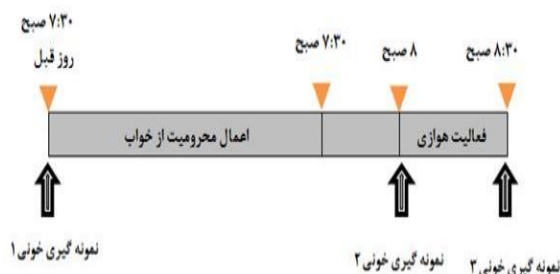 ۷:۳۰ صبح
روز قبل
۷:۳۰ صبح
۸ صبح
۸:۳۰ صبح
اعمال محرومیت از خواب
فعالیت هوازی
نمونه گیری خونی ۱
نمونه گیری خونی ۲
نمونه گیری خونی ۳